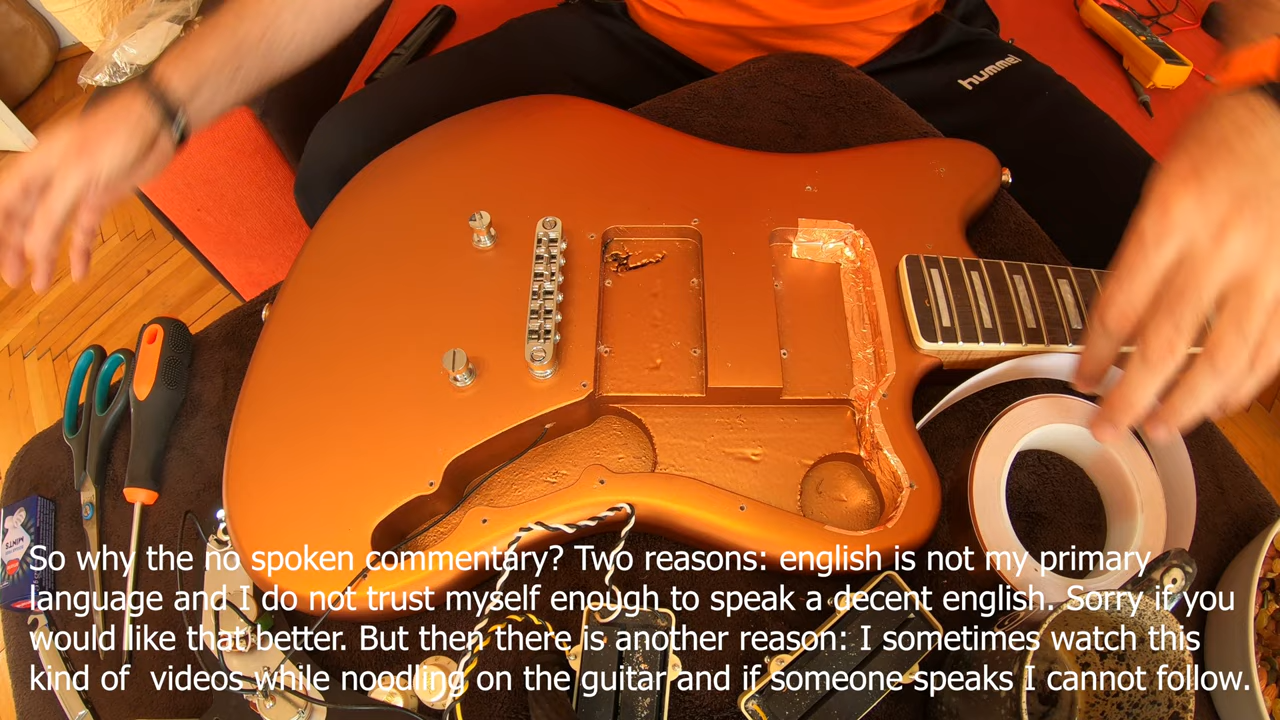 hummel
MINTS
So why the no spoken commentary? Two reasons: english is not my primary
language and I do not trust myself enough to speak a decent english. Sorry if you
would like that better. But then there is another reason: I sometimes watch this
kind of  videos while noodling on the guitar and if someone speaks I cannot follow.